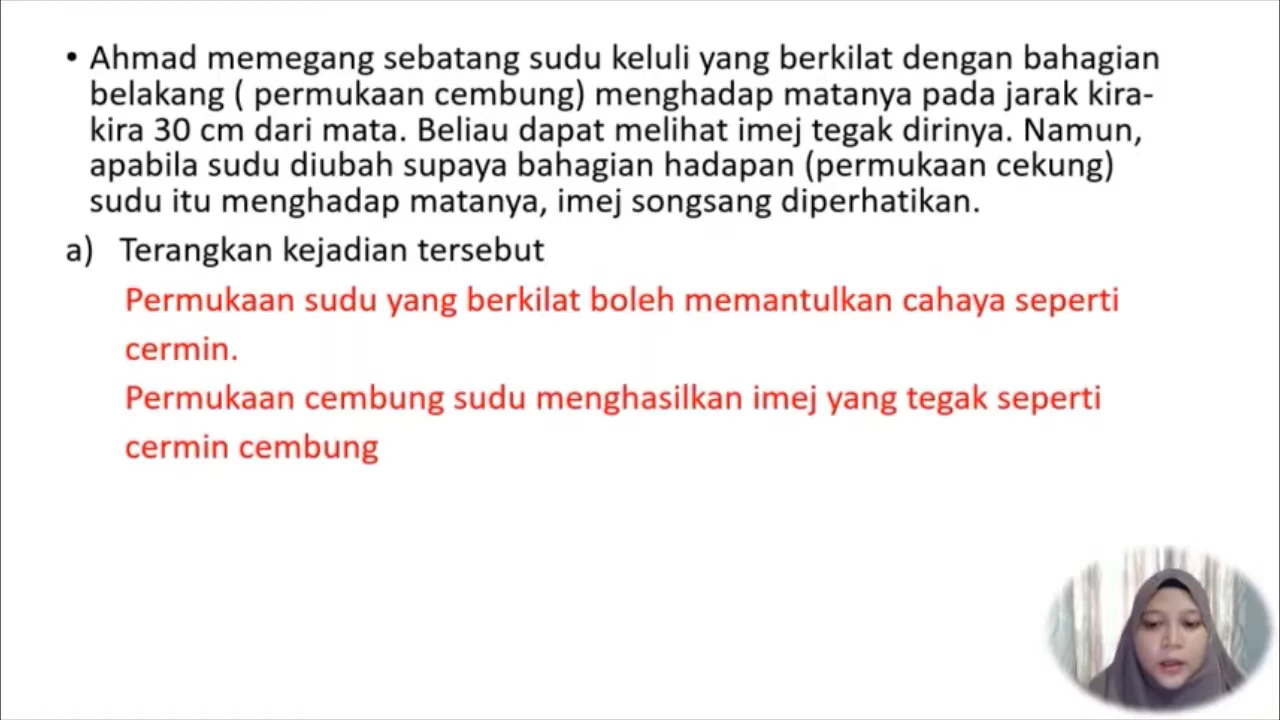 • Ahmad memegang sebatang sudu keluli yang berkilat dengan bahagian
belakang ( permukaan cembung) menghadap matanya pada jarak kira-
kira 30 cm dari mata. Beliau dapat melihat imej tegak dirinya. Namun,
apabila sudu diubah supaya bahagian hadapan (permukaan cekung)
sudu itu menghadap matanya, imej songsang diperhatikan.
a) Terangkan kejadian tersebut
Permukaan sudu yang berkilat boleh memantulkan cahaya seperti
cermin.
Permukaan cembung sudu menghasilkan imej yang tegak seperti
cermin cembung